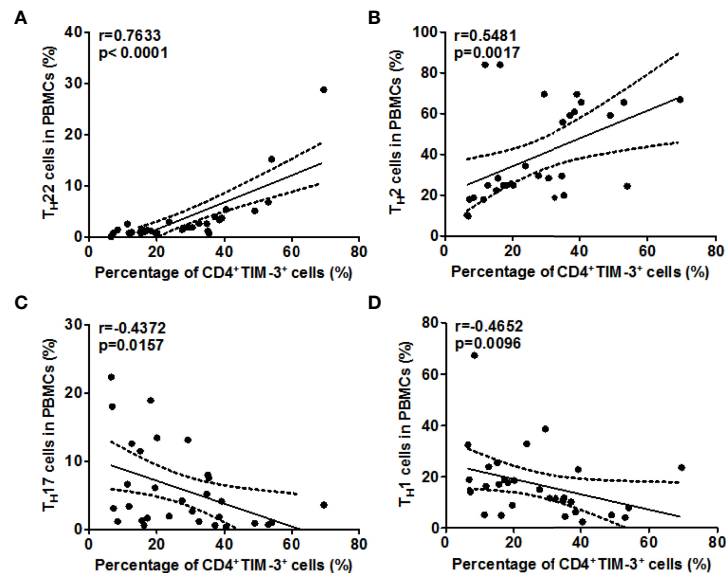 A
r=0.7633
p< 0.0001
T_H22 cells in PBMCs (%)
40
30
20
10
0
0 20 40 60 80
Percentage of CD4⁺TIM-3⁺ cells (%)
B
r=0.5481
p=0.0017
T_H2 cells in PBMCs (%)
100
80
60
40
20
0
0 20 40 60 80
Percentage of CD4⁺TIM-3⁺ cells (%)
C
r=-0.4372
p=0.0157
T_H17 cells in PBMCs (%)
30
20
10
0
0 20 40 60 80
Percentage of CD4⁺TIM-3⁺ cells (%)
D
r=-0.4652
p=0.0096
T_H1 cells in PBMCs (%)
80
60
40
20
0
0 20 40 60 80
Percentage of CD4⁺TIM-3⁺ cells (%)